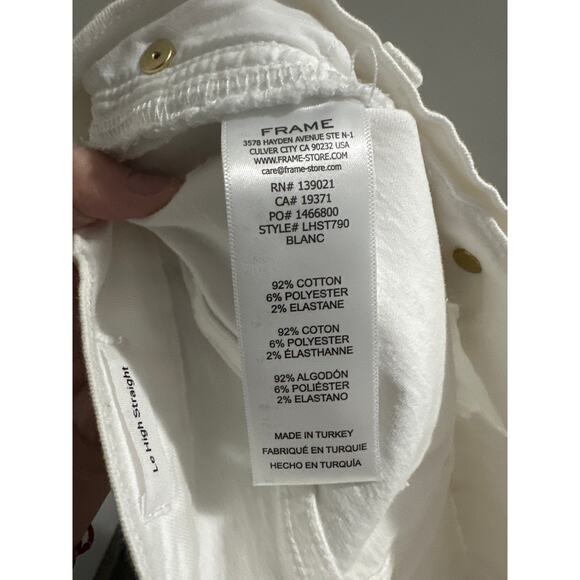 FRAME
3578 HAYDEN AVENUE STE N-1
CULVER CITY CA 90232 USA
WWW.FRAME-STORE.COM
care@frame-store.com
RN# 139021
CA# 19371
PO# 1466800
STYLE# LHST790
BLANC
92% COTTON
6% POLYESTER
2% ELASTANE
92% COTON
6% POLYESTER
2% ÉLASTHANNE
92% ALGODÓN
6% POLIÉSTER
2% ELASTANO
MADE IN TURKEY
FABRIQUÉ EN TURQUIE
HECHO EN TURQUÍA
Le High Straight